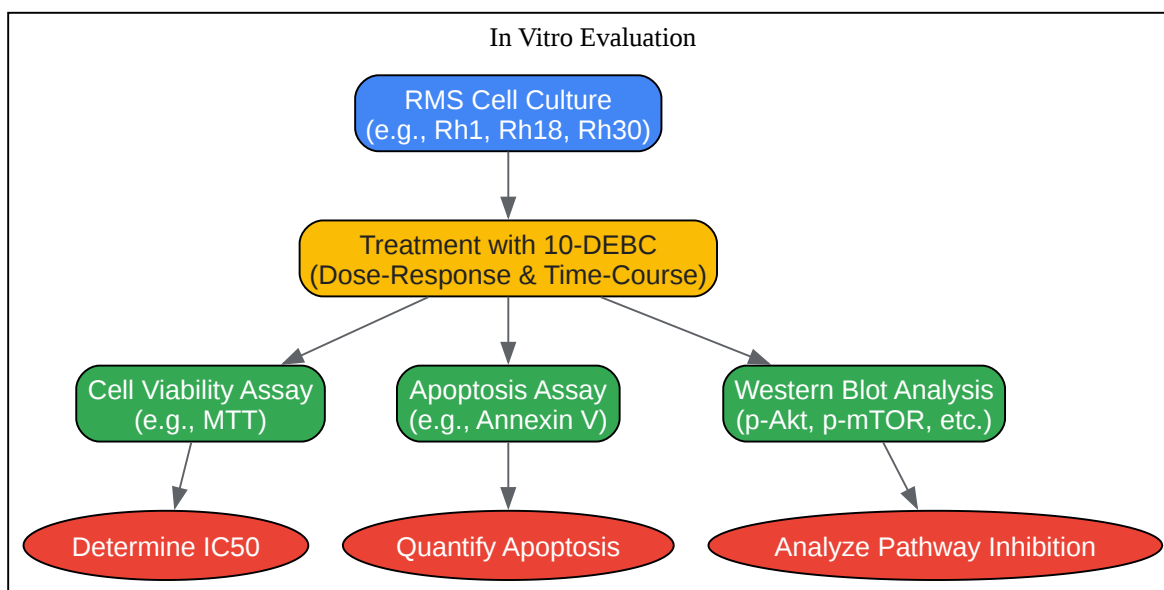 In Vitro Evaluation
RMS Cell Culture
(e.g., Rh1, Rh18, Rh30)
Treatment with 10-DEBC
(Dose-Response & Time-Course)
Cell Viability Assay
(e.g., MTT)
Apoptosis Assay
(e.g., Annexin V)
Western Blot Analysis
(p-Akt, p-mTOR, etc.)
Determine IC50
Quantify Apoptosis
Analyze Pathway Inhibition